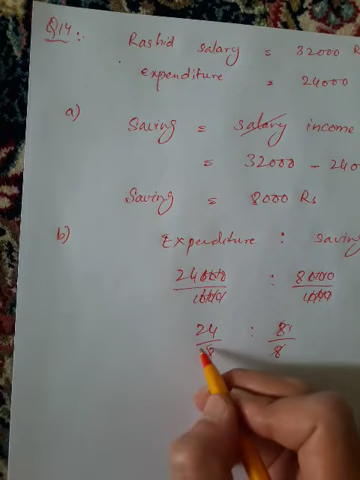 Q14:.
Rashid salary = 32000 R
Expenditure = 24000
a) Saving = salary income
= 32000 - 240
Saving = 8000 Rs
b) Expenditure : saving
24000/1000 : 8000/1000
24/8 : 8/8